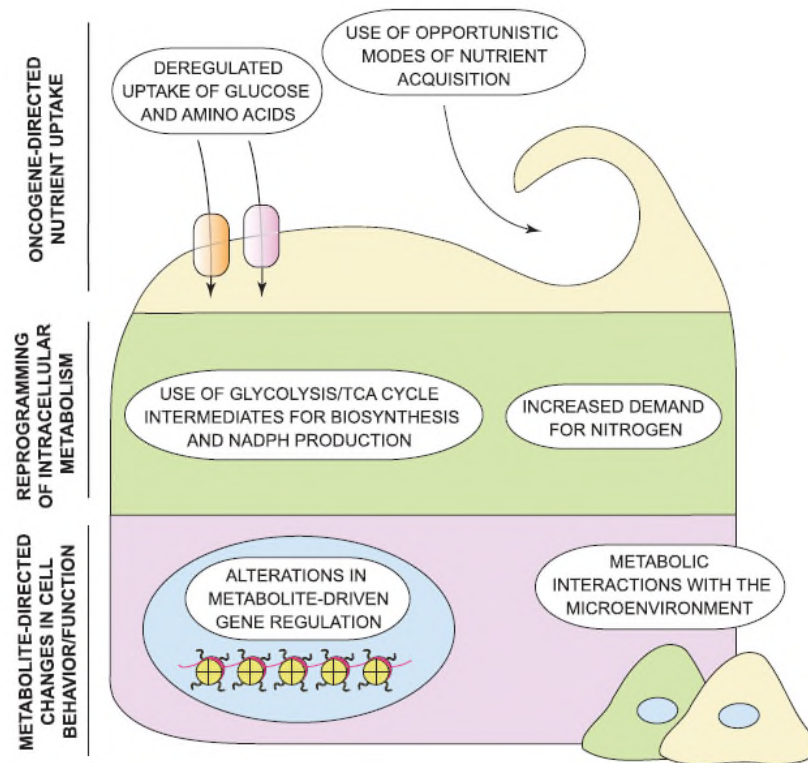 ONCOGENE-DIRECTED
NUTRIENT UPTAKE
DEREGULATED
UPTAKE OF GLUCOSE
AND AMINO ACIDS
USE OF OPPORTUNISTIC
MODES OF NUTRIENT
ACQUISITION
REPROGRAMMING
OF INTRACELLULAR
METABOLISM
USE OF GLYCOLYSIS/TCA CYCLE
INTERMEDIATES FOR BIOSYNTHESIS
AND NADPH PRODUCTION
INCREASED DEMAND
FOR NITROGEN
METABOLITE-DIRECTED
CHANGES IN CELL
BEHAVIOR/FUNCTION
ALTERATIONS IN
METABOLITE-DRIVEN
GENE REGULATION
METABOLIC
INTERACTIONS WITH THE
MICROENVIRONMENT